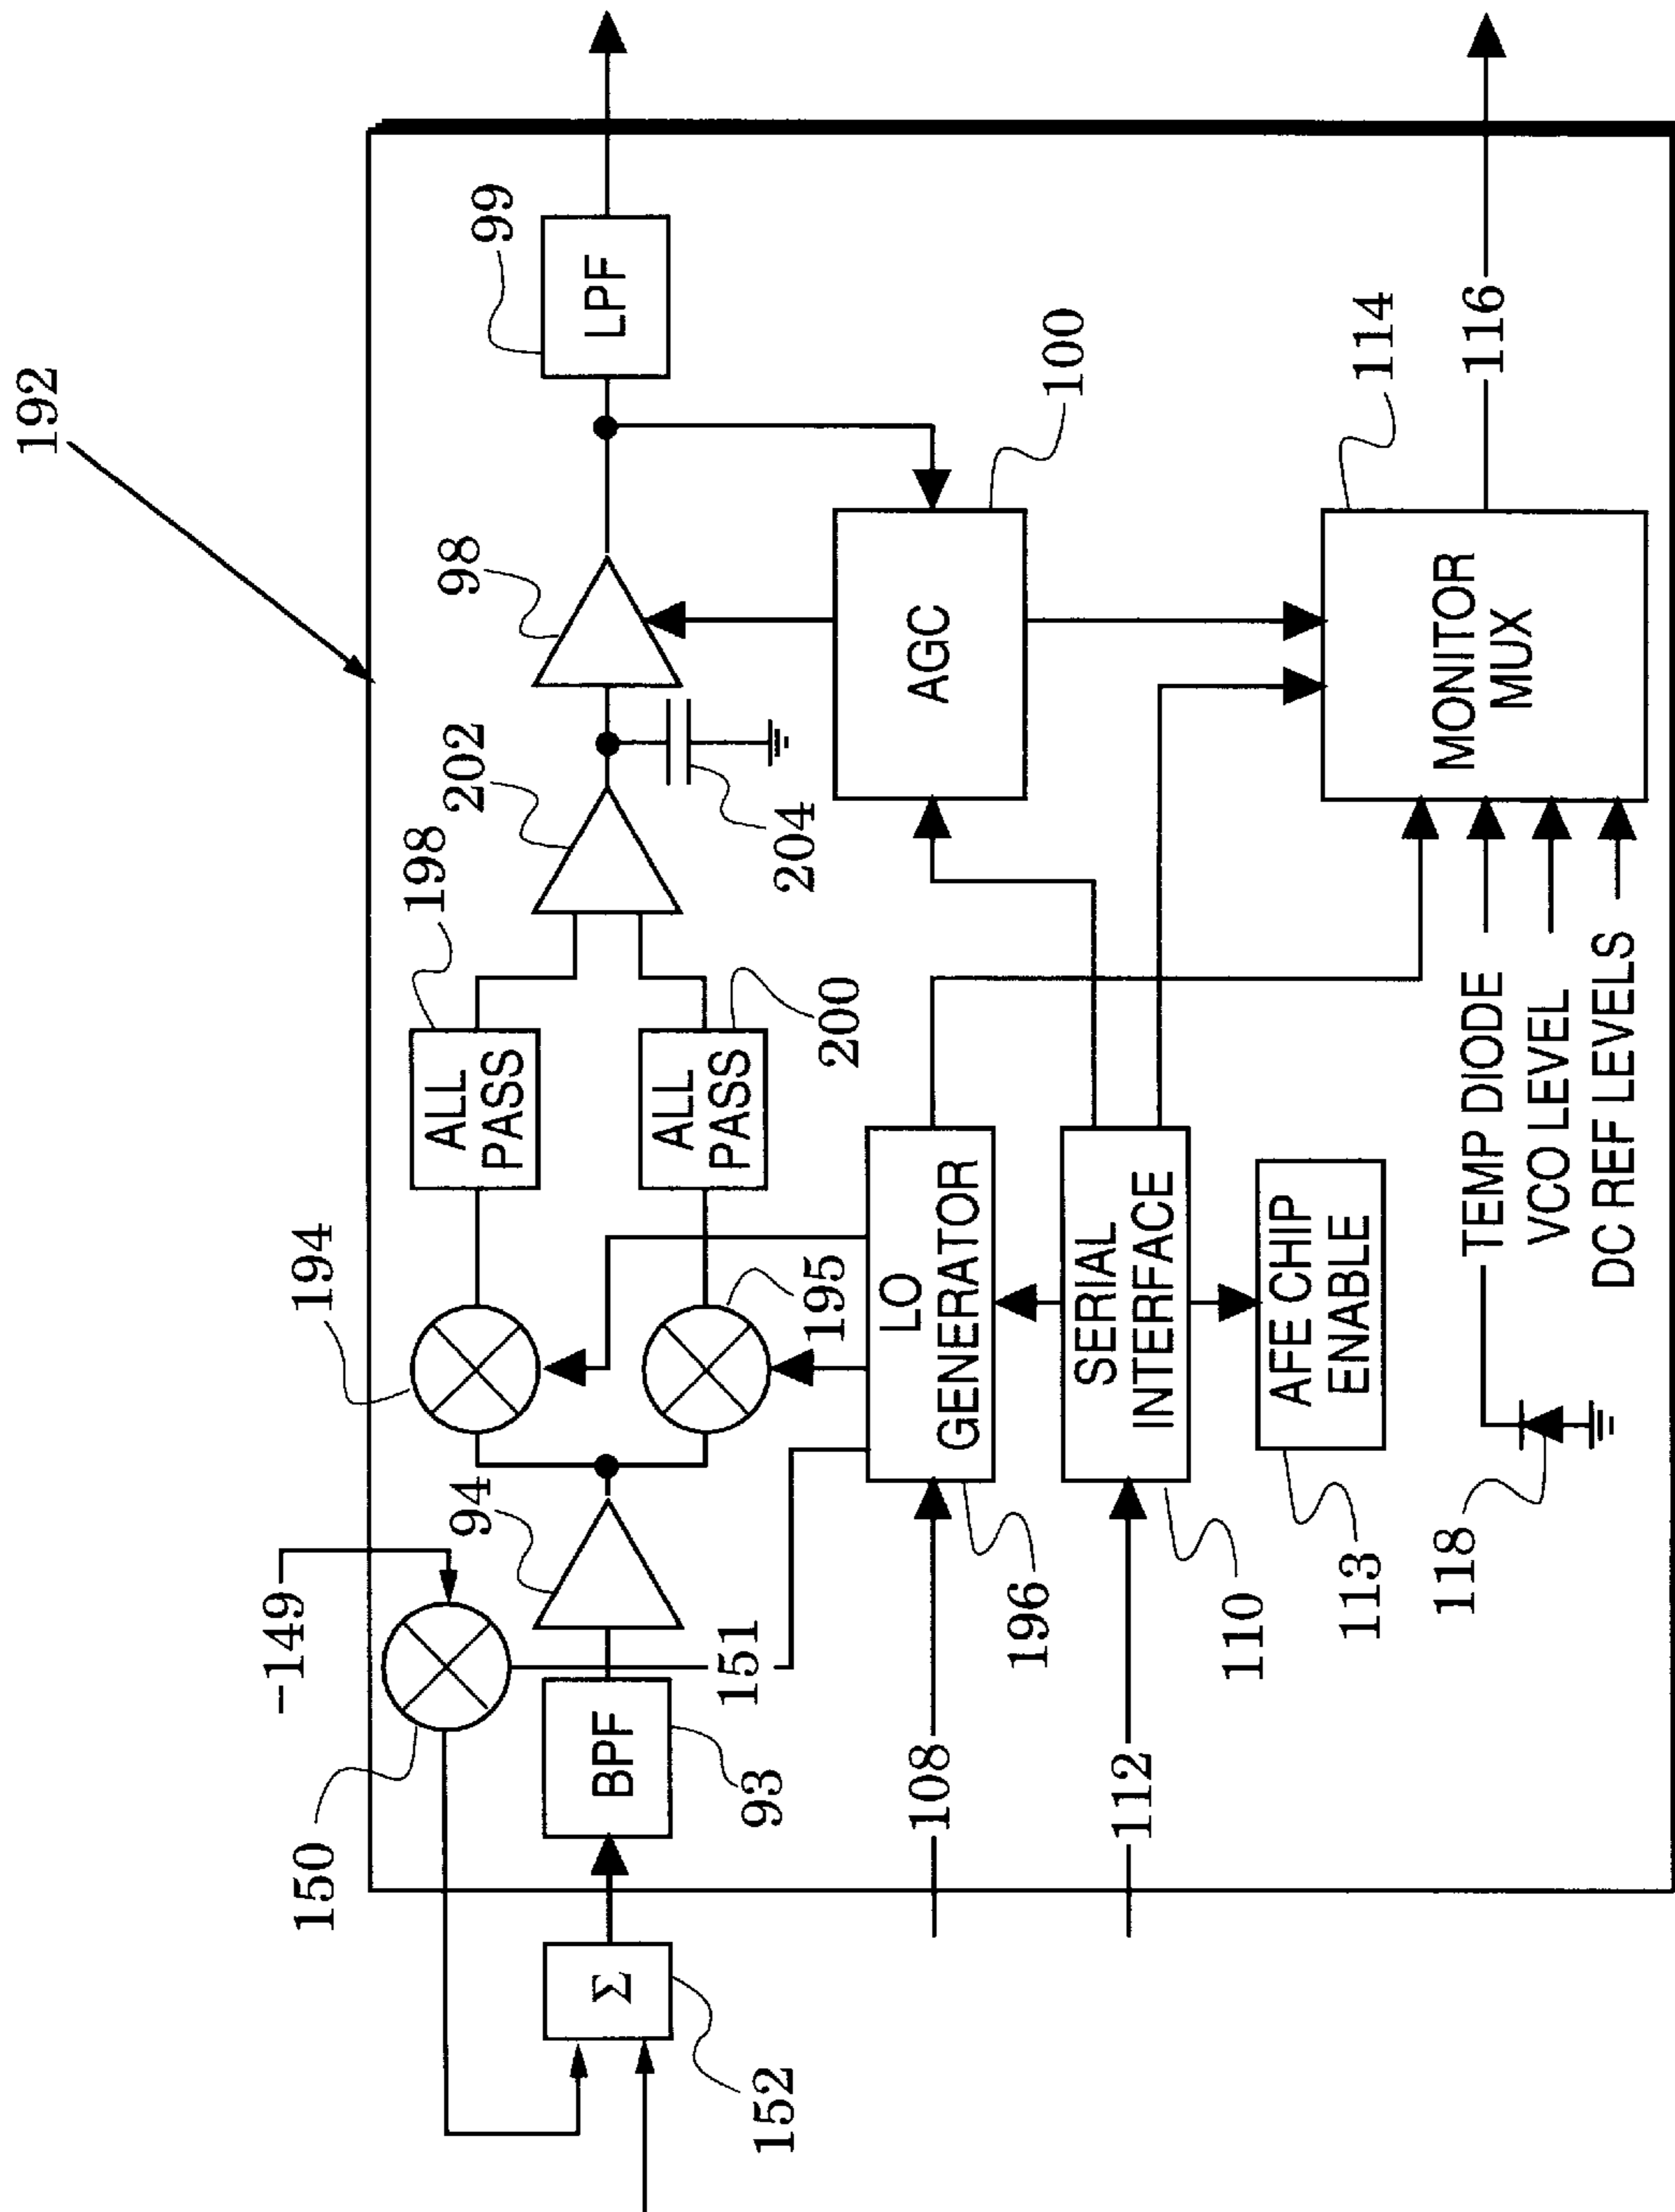 192
149
150
194
198
202
98
99
Σ
152
BPF
93
94
151
195
ALL
PASS
ALL
PASS
200
204
LPF
108
196
LO
GENERATOR
AGC
100
112
110
SERIAL
INTERFACE
113
AFE CHIP
ENABLE
118
TEMP DIODE
VCO LEVEL
DC REF LEVELS
MONITOR
MUX
114
116